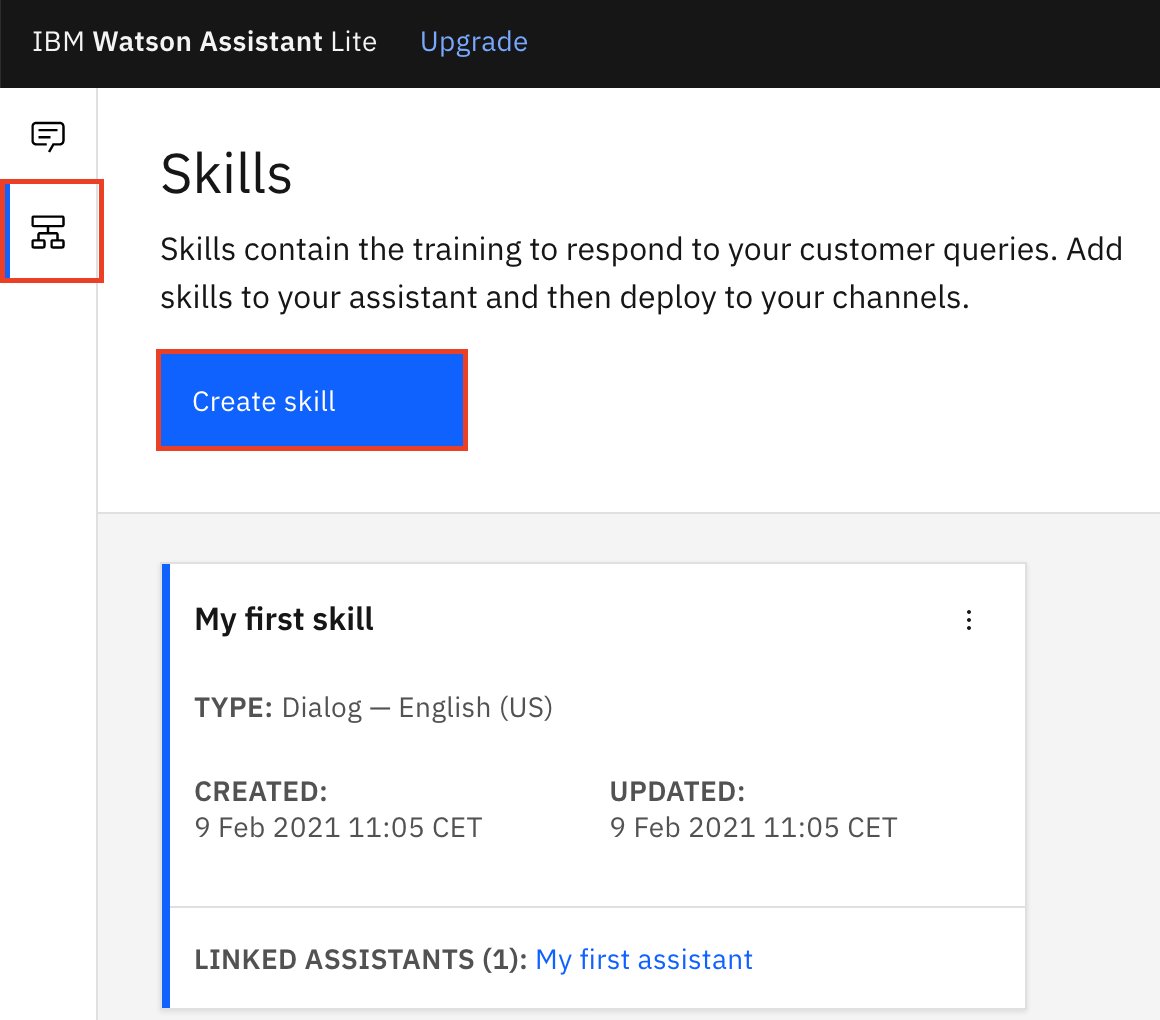 IBM Watson Assistant Lite Upgrade
Skills
Skills contain the training to respond to your customer queries. Add
skills to your assistant and then deploy to your channels.
Create skill
My first skill
TYPE: Dialog — English (US)
CREATED: UPDATED:
9 Feb 2021 11:05 CET 9 Feb 2021 11:05 CET
LINKED ASSISTANTS (1): My first assistant